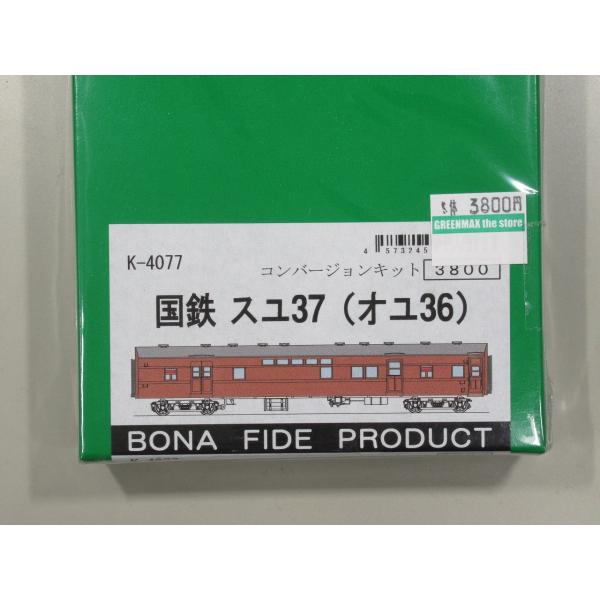 3800円
GREENMAX the store
4 573245
K-4077
コンバージョンキット 3800
国鉄 スユ37（オユ36）
BONA FIDE PRODUCT